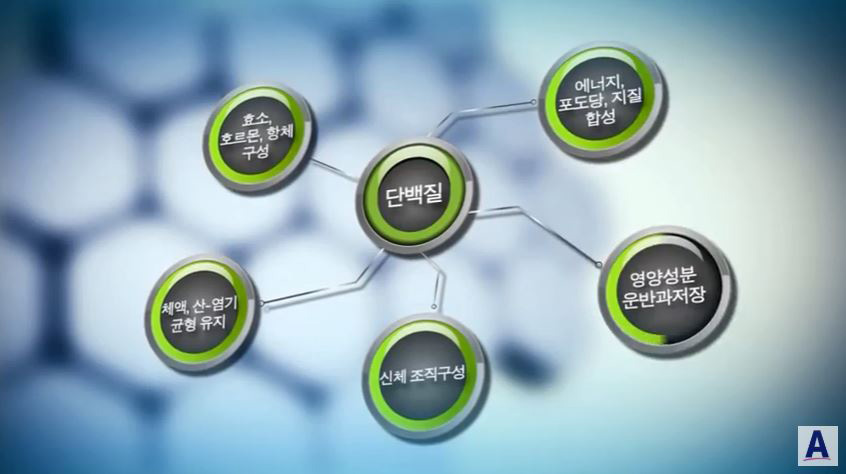 효소,
호르몬, 항체
구성
에너지,
포도당, 지질
합성
단백질
체액, 산-염기
균형 유지
신체 조직구성
영양성분
운반과저장
A